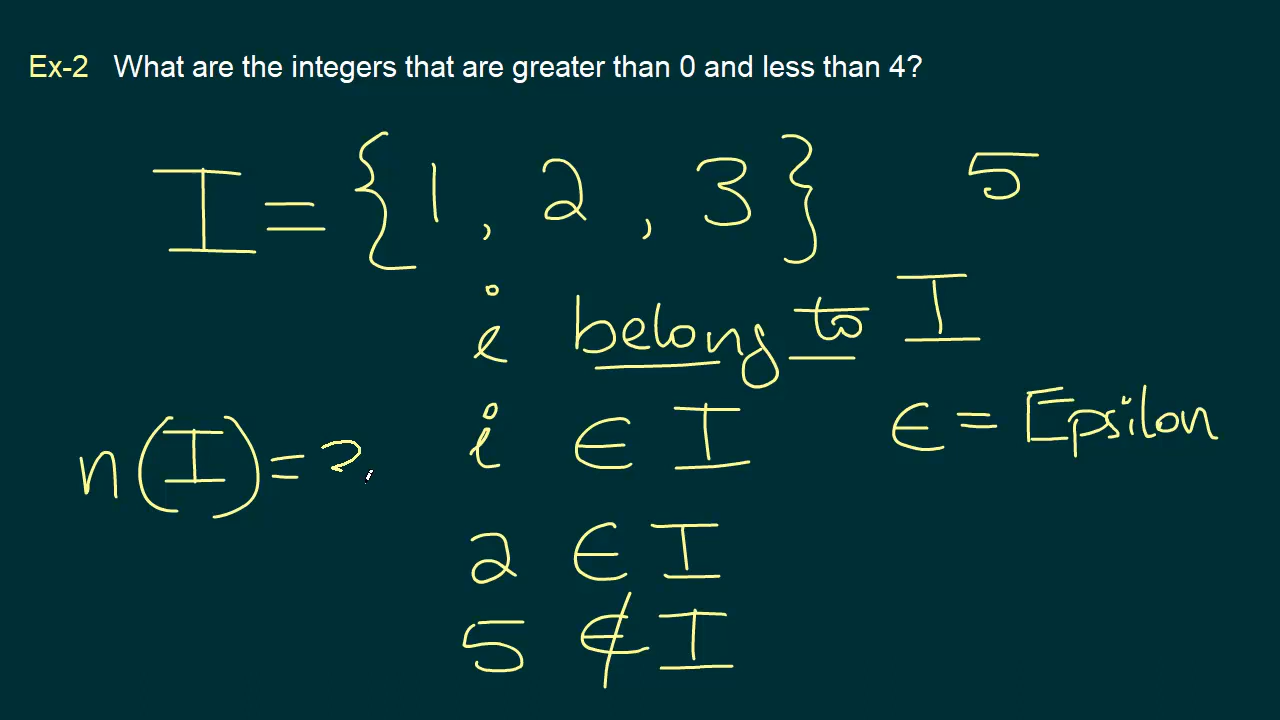 Ex-2 What are the integers that are greater than 0 and less than 4?
I = {1, 2, 3} 5
i belong to I
i ∈ I ∈ = Epsilon
n(I) =
2 ∈ I
5 ∉ I